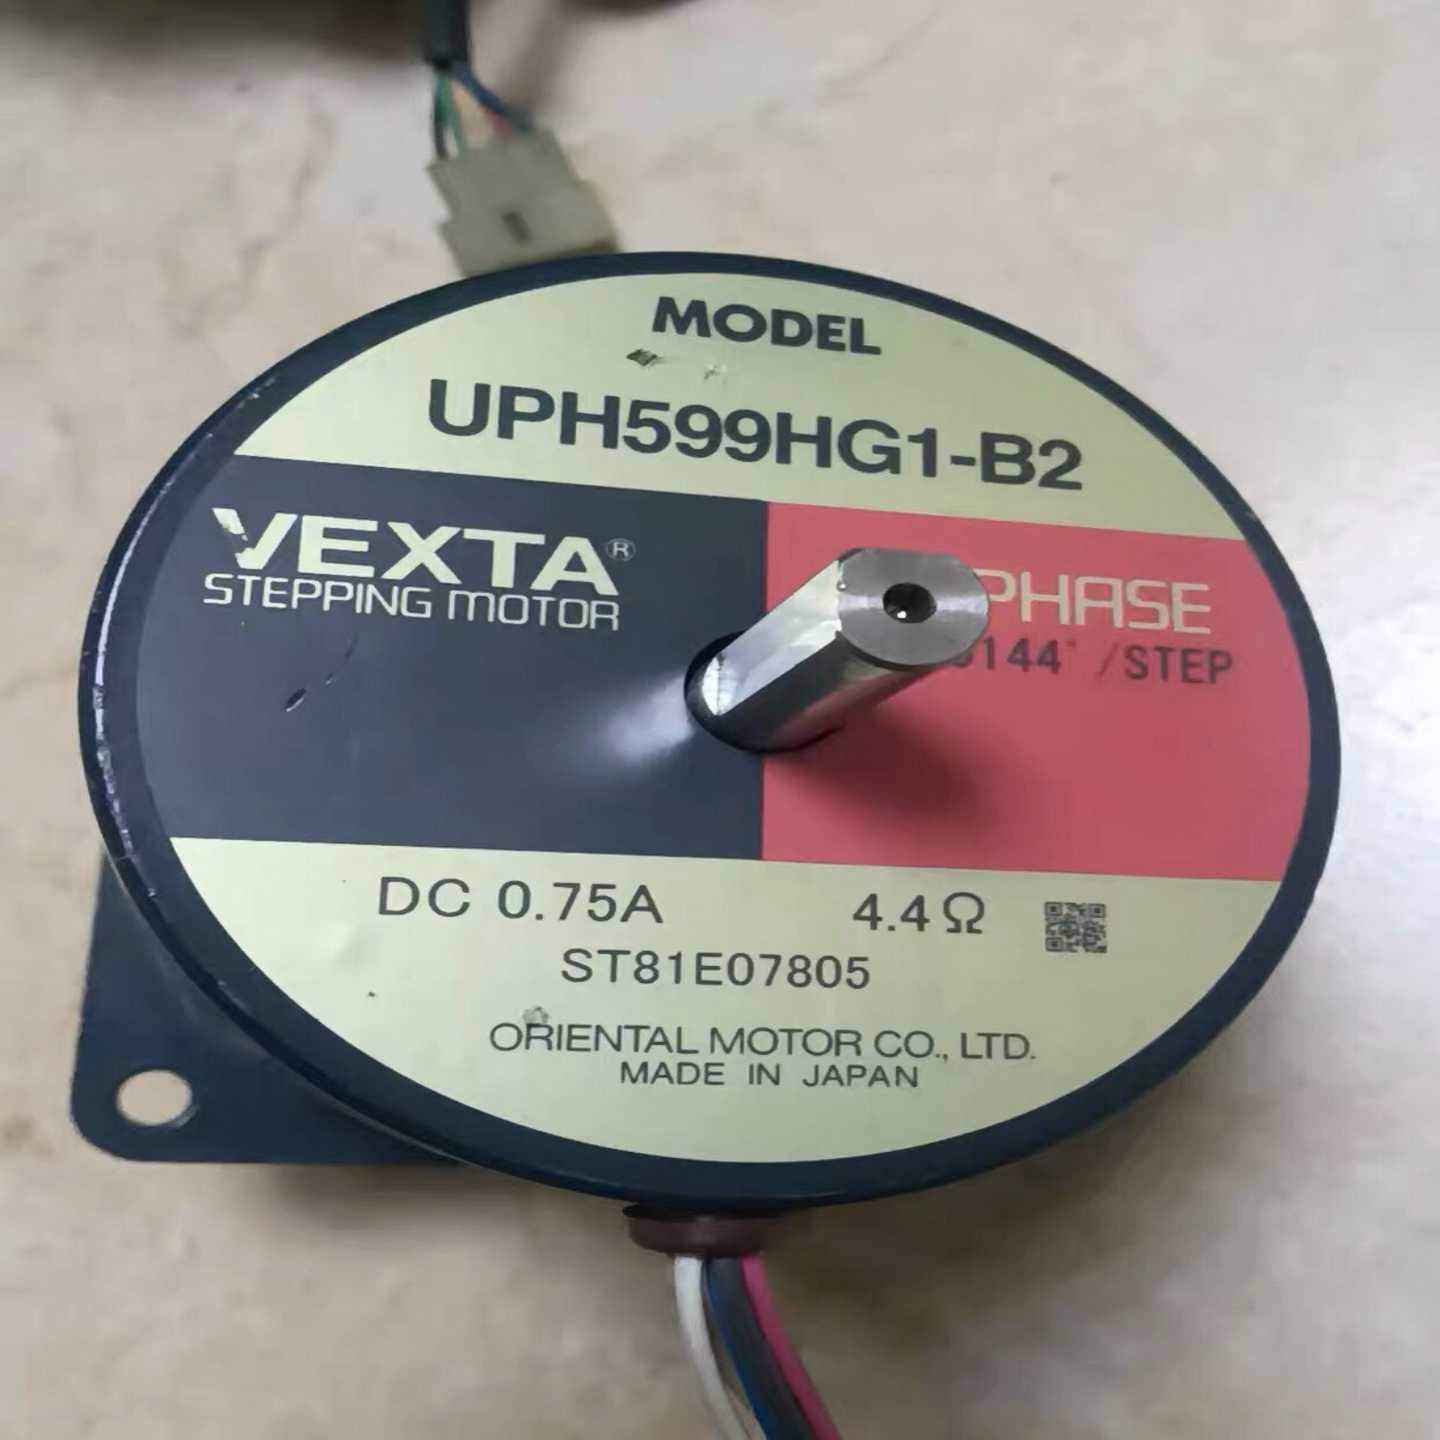 MODEL
UPH599HG1-B2
VEXTA®
STEPPING MOTOR
PHASE
144° /STEP
DC 0.75A 4.4Ω
ST81E07805
ORIENTAL MOTOR CO., LTD.
MADE IN JAPAN